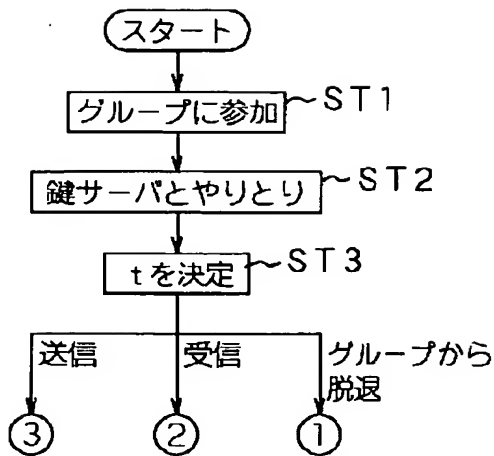 スタート
グループに参加 ST1
鍵サーバとやりとり ST2
tを決定 ST3
送信 受信 グループから
脱退
③ ② ①